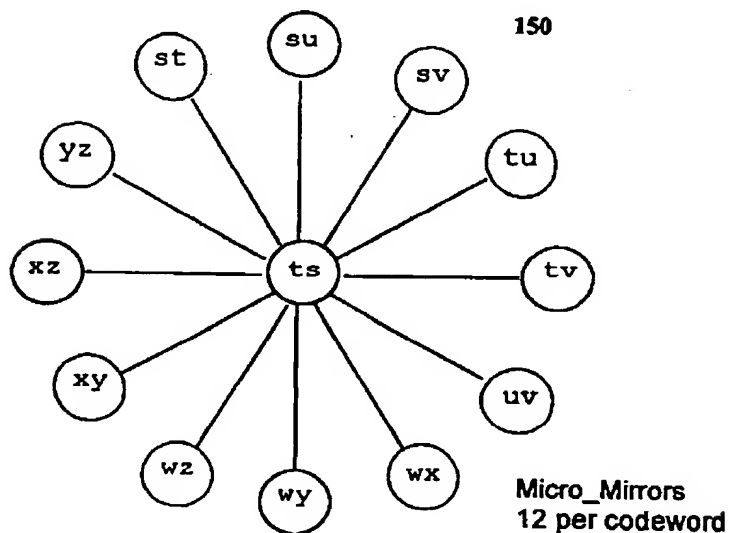 150
su
st
sv
yz
tu
xz
ts
tv
xy
uv
wz
wy
wx
Micro_Mirrors
12 per codeword